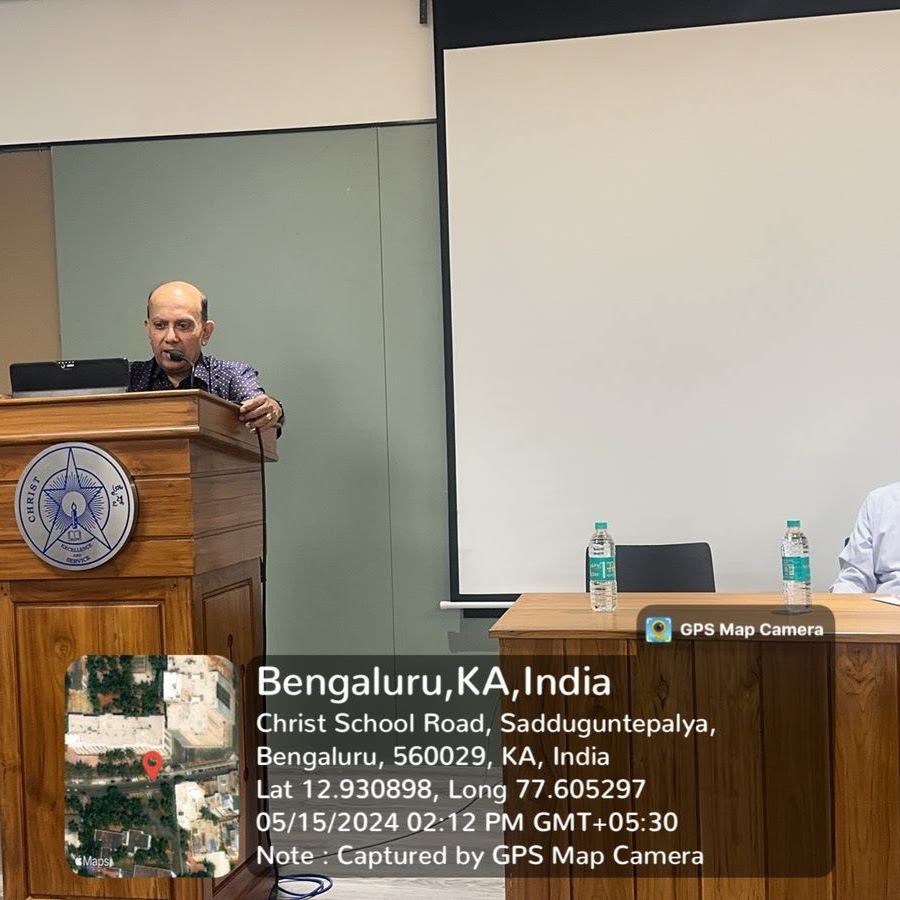 CHRIST
EXCELLENCE
AND
SERVICE
GPS Map Camera
Bengaluru,KA,India
Christ School Road, Sadduguntepalya,
Bengaluru, 560029, KA, India
Lat 12.930898, Long 77.605297
05/15/2024 02:12 PM GMT+05:30
Note : Captured by GPS Map Camera
Maps